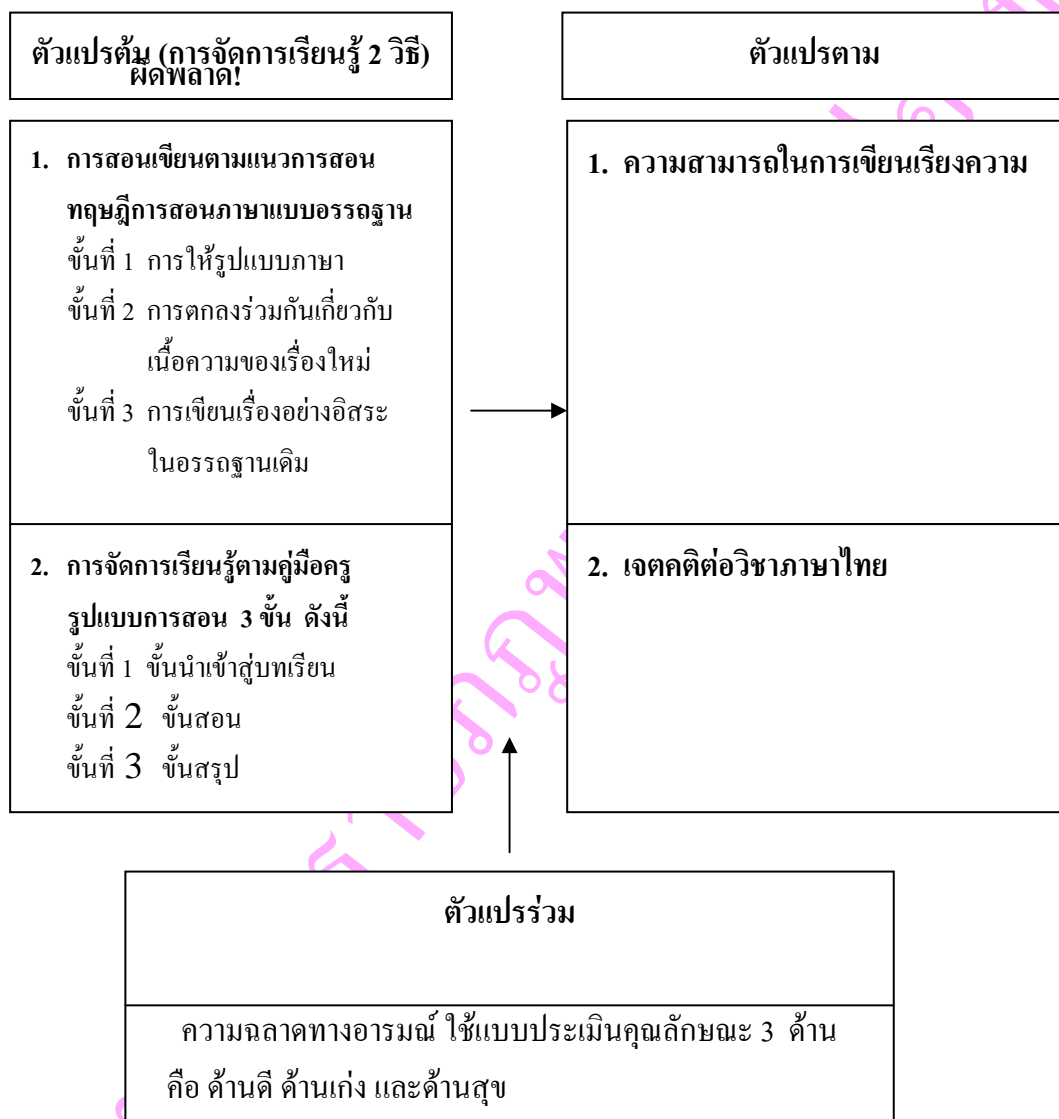 ตัวแปรต้น (การจัดการเรียนรู้ 2 วิธี)
ผิดพลาด!
ตัวแปรตาม
1. การสอนเขียนตามแนวการสอน
ทฤษฎีการสอนภาษาแบบอรรถฐาน
ขั้นที่ 1 การให้รูปแบบภาษา
ขั้นที่ 2 การตกลงร่วมกันเกี่ยวกับ
เนื้อความของเรื่องใหม่
ขั้นที่ 3 การเขียนเรื่องอย่างอิสระ
ในอรรถฐานเดิม
1. ความสามารถในการเขียนเรียงความ
2. การจัดการเรียนรู้ตามคู่มือครู
รูปแบบการสอน 3 ขั้น ดังนี้
ขั้นที่ 1 ขั้นนำเข้าสู่บทเรียน
ขั้นที่ 2 ขั้นสอน
ขั้นที่ 3 ขั้นสรุป
2. เจตคติต่อวิชาภาษาไทย
ตัวแปรร่วม
ความฉลาดทางอารมณ์ ใช้แบบประเมินคุณลักษณะ 3 ด้าน
คือ ด้านดี ด้านเก่ง และด้านสุข